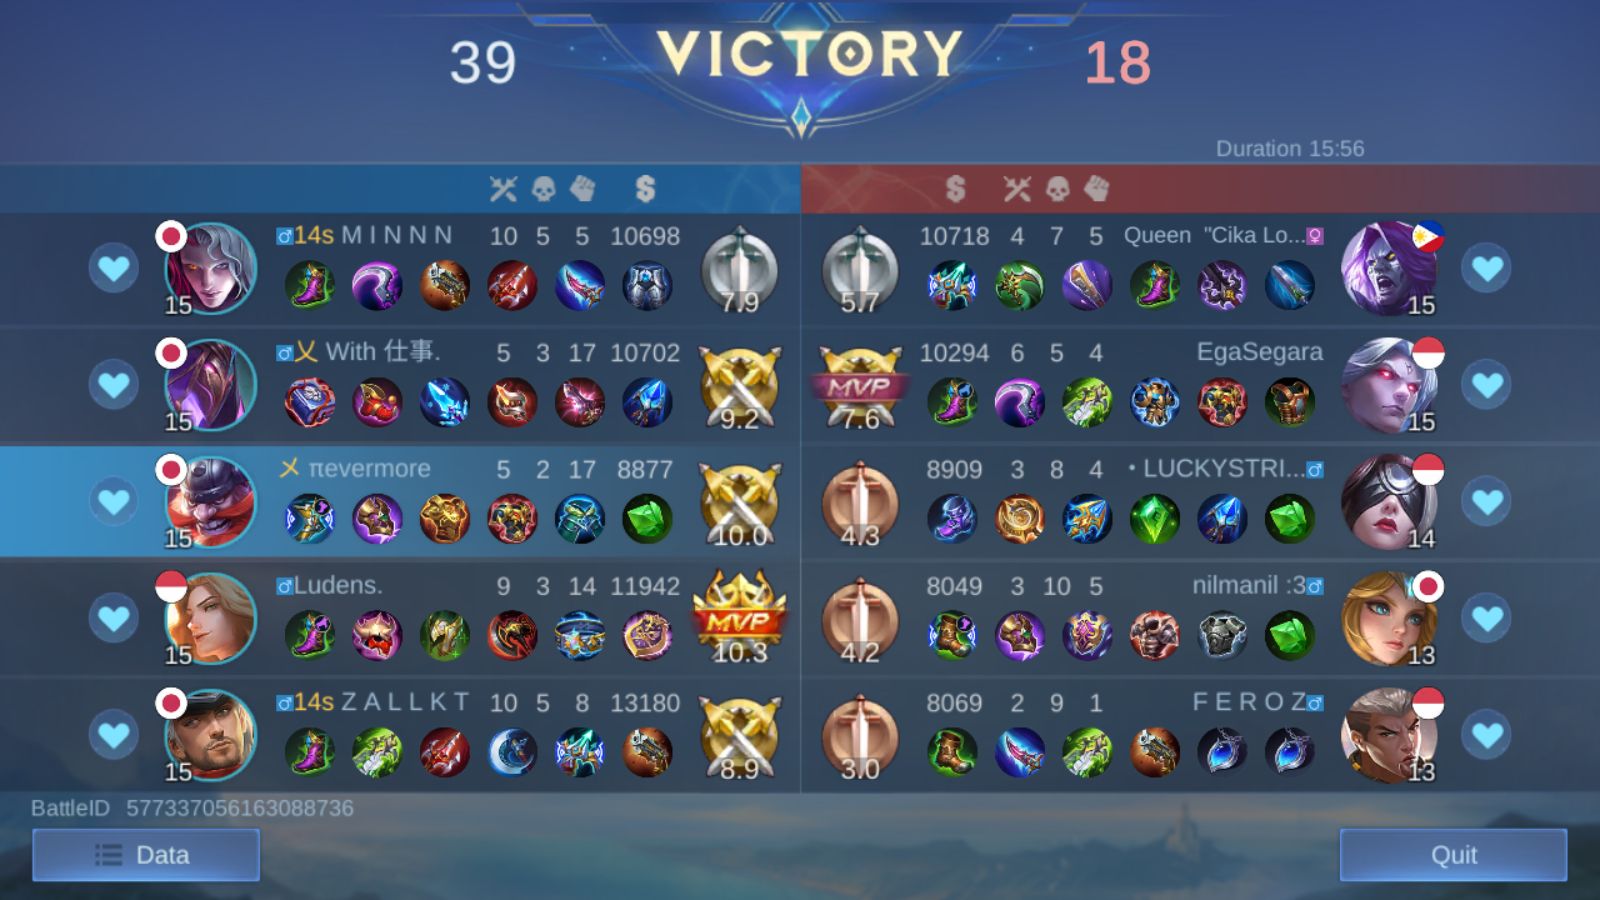 39 VICTORY 18
Duration 15:56
♂14s M I N N N 10 5 5 10698 7.9 15
5.7 10718 4 7 5 Queen "Cika Lo...♀ 15
♂乂 With 仕事. 5 3 17 10702 9.2 15
MVP 7.6 10294 6 5 4 EgaSegara 15
メ πevermore 5 2 17 8877 10.0 15
4.3 8909 3 8 4 • LUCKYSTRI...♂ 14
♂Ludens. 9 3 14 11942 MVP 10.3 15
4.2 8049 3 10 5 nilmanil :3♂ 13
♂14s Z A L L K T 10 5 8 13180 8.9 15
3.0 8069 2 9 1 F E R O Z♂ 13
BattleID 577337056163088736
Data
Quit